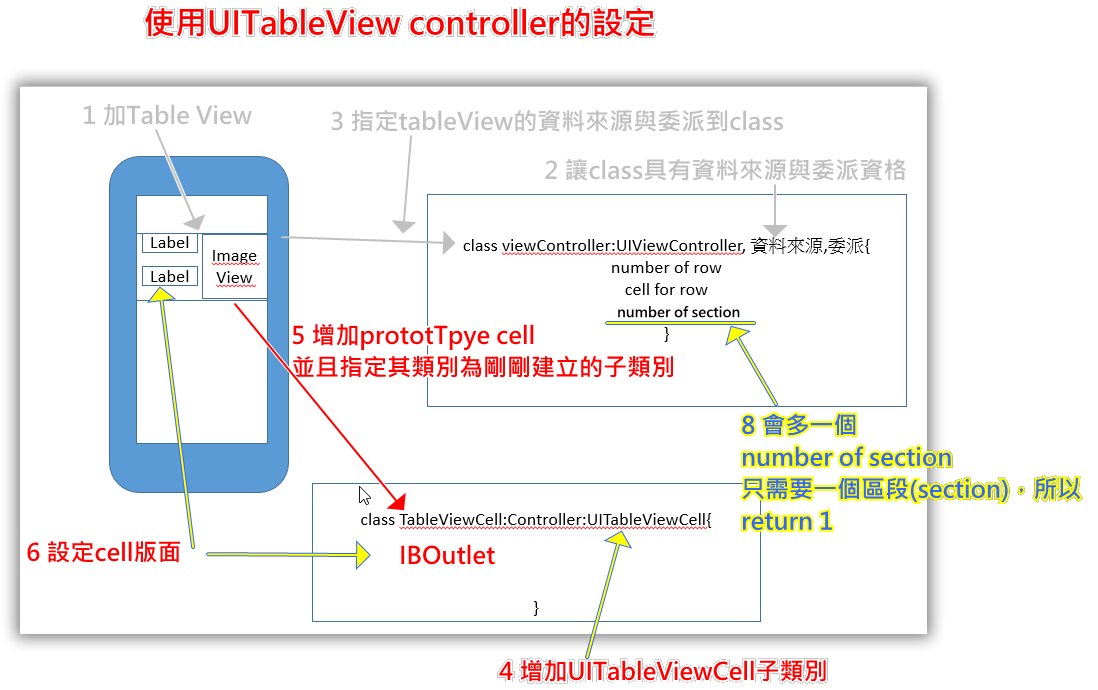 使用UITableView controller的設定
1 加Table View
3 指定tableView的資料來源與委派到class
2 讓class具有資料來源與委派資格
Label
Label
Image
View
class viewController:UIViewController, 資料來源,委派{
number of row
cell for row
number of section
}
5 增加prototTpye cell
並且指定其類別為剛剛建立的子類別
8 會多一個
number of section
只需要一個區段(section)，所以
return 1
class TableViewCell:Controller:UITableViewCell{
6 設定cell版面
IBOutlet
}
4 增加UITableViewCell子類別